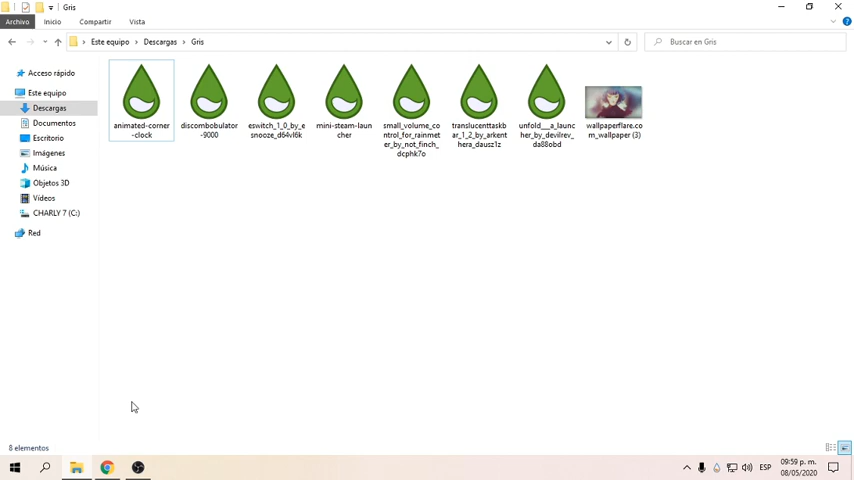 Gris
Archivo Inicio Compartir Vista
Este equipo Descargas Gris
Buscar en Gris
Acceso rápido
Este equipo
Descargas
Documentos
Escritorio
Imágenes
Música
Objetos 3D
Vídeos
CHARLY 7 (C:)
Red
animated-corner
-clock
discombobulator
-9000
eswitch_1_0_by_e
snooze_d64vl6k
mini-steam-laun
cher
small_volume_co
ntrol_for_rainmet
er_by_not_finch_
dcphk7o
translucenttaskb
ar_1_2_by_arkent
hera_dausz1z
unfold__a_launc
her_by_devilrev_
da88obd
wallpaperflare.co
m_wallpaper (3)
8 elementos
ESP
09:59 p. m.
08/05/2020